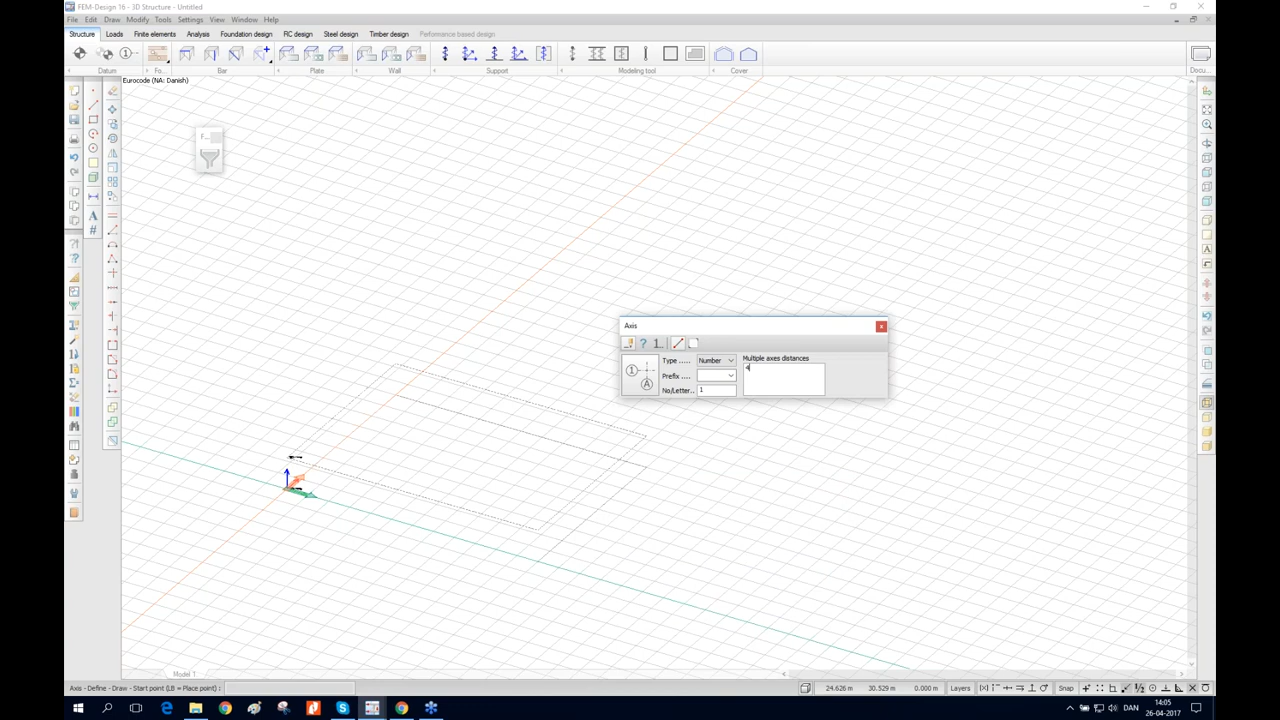 FEM-Design 16 - 3D Structure - Untitled
File Edit Draw Modify Tools Settings View Window Help
Structure Loads Finite elements Analysis Foundation design RC design Steel design Timber design Performance based design
Datum Fo... Bar Plate Wall Support Modeling tool Cover Docu...
Eurocode (NA: Danish)
F...
Axis
Type ..... Number Multiple axes distances
4
Prefix ....
No/Letter.. 1
Model 1
Axis - Define - Draw - Start point (LB = Place point):
24.626 m 30.529 m 0.000 m Layers Snap
DAN
14:05
26-04-2017